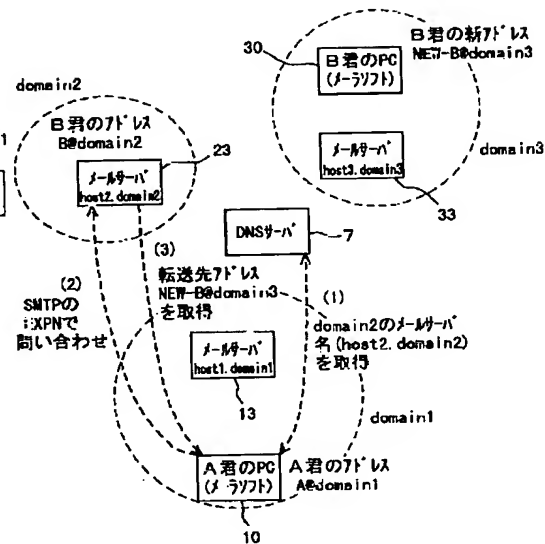 domain2
B君のアドレス
B@domain2
メールサーバ
host2.domain2
23
1
30
B君のPC
(メーラソフト)
B君の新アドレス
NEW-B@domain3
メールサーバ
host3.domain3
domain3
33
DNSサーバ
7
(2)
SMTPの
EXPNで
問い合わせ
(3)
転送先アドレス
NEW-B@domain3
を取得
(1)
domain2のメールサーバ
名(host2.domain2)
を取得
メールサーバ
host1.domain1
13
domain1
A君のPC
(メーラソフト)
A君のアドレス
A@domain1
10